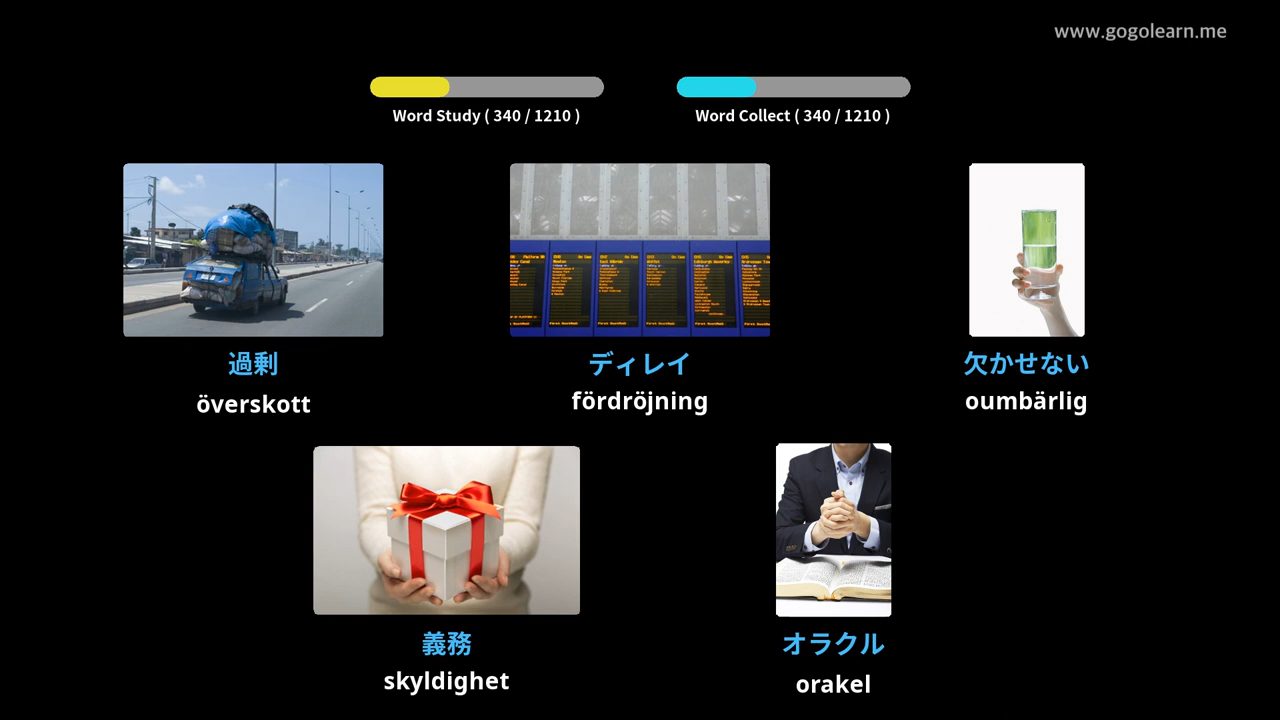 www.gogolearn.me
Word Study ( 340 / 1210 )
Word Collect ( 340 / 1210 )
過剰
överskott
ディレイ
fördröjning
欠かせない
oumbärlig
義務
skyldighet
オラクル
orakel